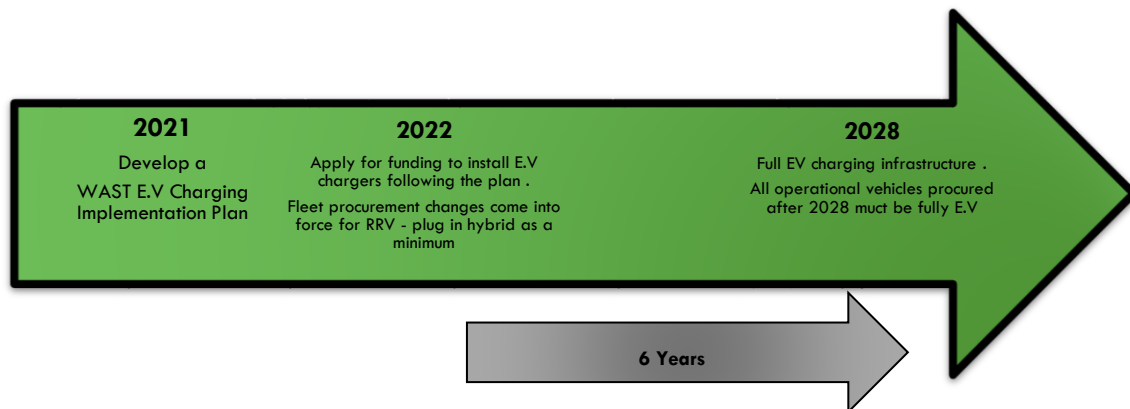 2021
Develop a
WAST E.V Charging
Implementation Plan
2022
Apply for funding to install E.V
chargers following the plan .
Fleet procurement changes come into
force for RRV - plug in hybrid as a
minimum
2028
Full EV charging infrastructure .
All operational vehicles procured
after 2028 muct be fully E.V
6 Years